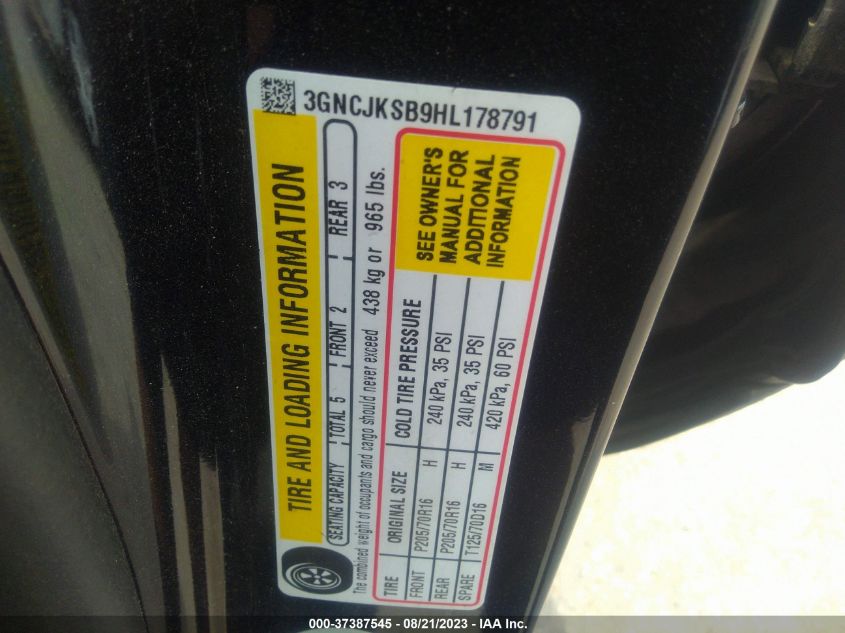 3GNCJKSB9HL178791
TIRE AND LOADING INFORMATION
SEATING CAPACITY TOTAL 5 FRONT 2 REAR 3
The combined weight of occupants and cargo should never exceed 438 kg or 965 lbs.
TIRE ORIGINAL SIZE COLD TIRE PRESSURE
FRONT P205/70R16 H 240 kPa, 35 PSI
REAR P205/70R16 H 240 kPa, 35 PSI
SPARE T125/70D16 M 420 kPa, 60 PSI
SEE OWNER'S
MANUAL FOR
ADDITIONAL
INFORMATION
000-37387545 - 08/21/2023 - IAA Inc.